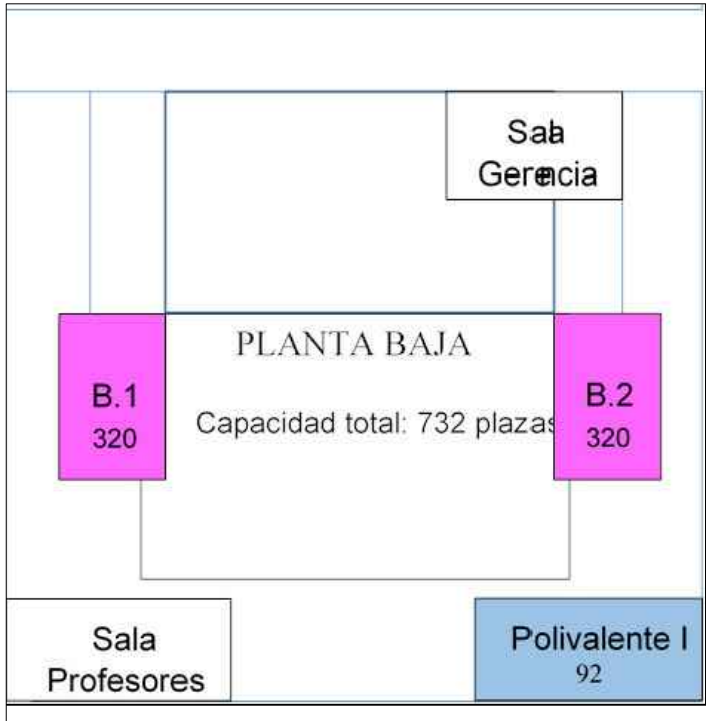 Sala
Gerencia
PLANTA BAJA
Capacidad total: 732 plazas
B.1
320
B.2
320
Sala
Profesores
Polivalente I
92